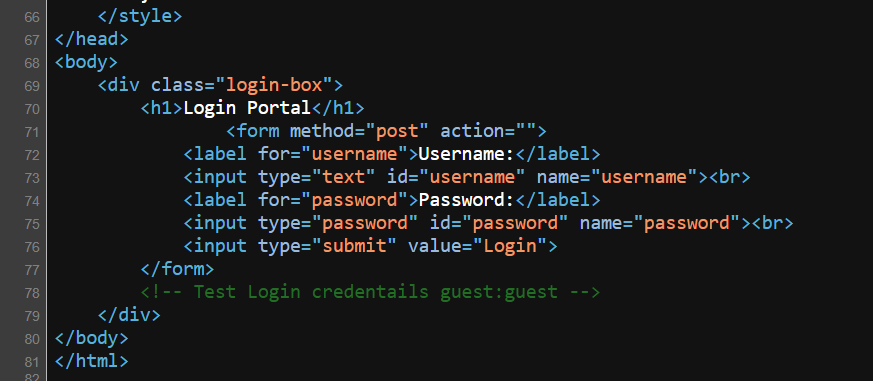 66 </style>
67 </head>
68 <body>
69 <div class="login-box">
70 <h1>Login Portal</h1>
71 <form method="post" action="">
72 <label for="username">Username:</label>
73 <input type="text" id="username" name="username"><br>
74 <label for="password">Password:</label>
75 <input type="password" id="password" name="password"><br>
76 <input type="submit" value="Login">
77 </form>
78 <!-- Test Login credentails guest:guest -->
79 </div>
80 </body>
81 </html>
82